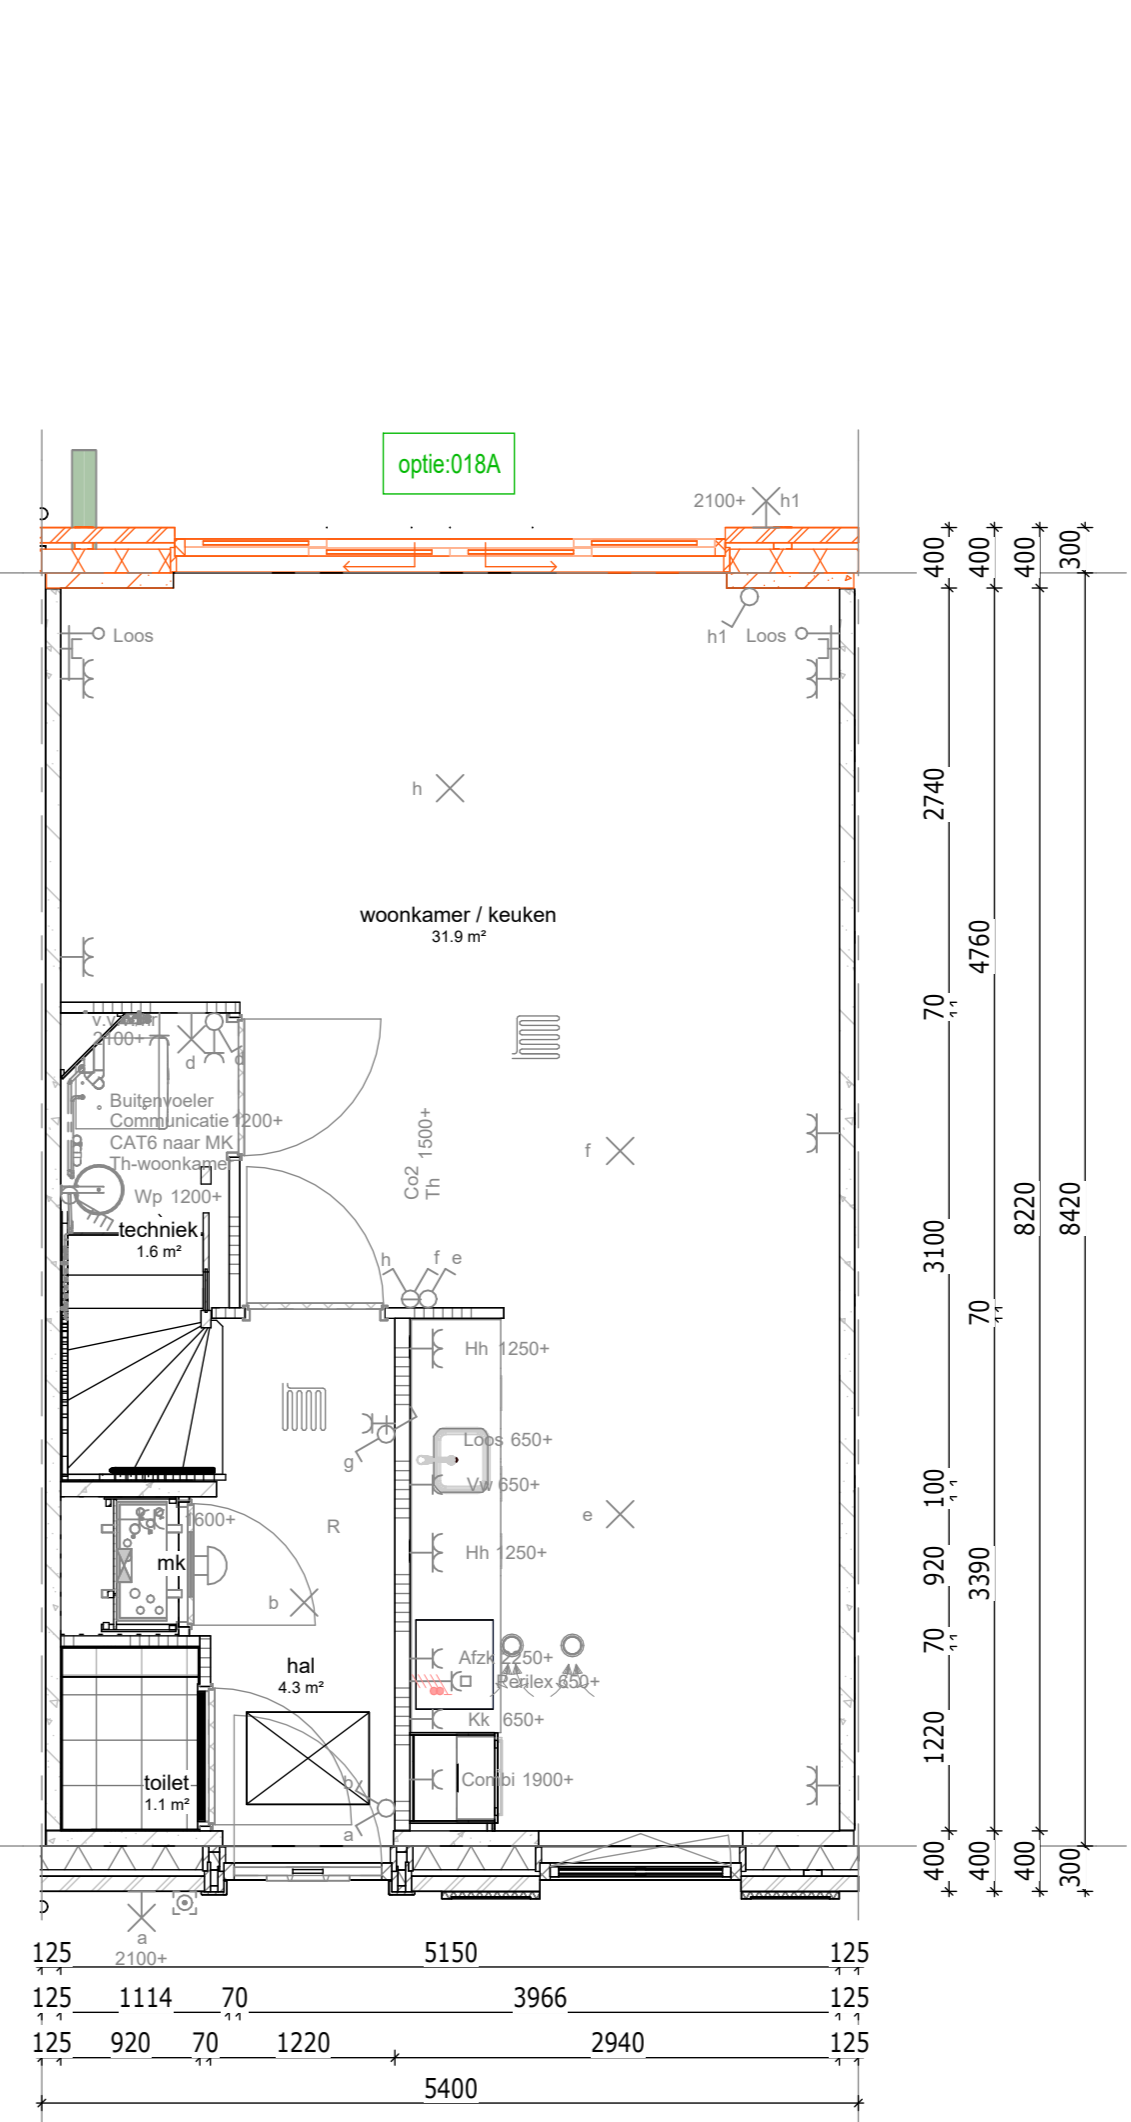 optie:018A
2100+
h1
400
400
400
300
Loos
h1
Loos
h
2740
woonkamer / keuken
31.9 m²
4760
70
2100+
d
d
Buitenvoeler
Communicatie 1200+
CAT6 naar MK
Th-woonkamer
Wp 1200+
techniek
1.6 m²
Co2
Th
1500+
f
h
f
e
8220
8420
3100
70
Hh 1250+
g
Loos 650+
Vw 650+
100
1600+
R
e
mk
Hh 1250+
920
3390
b
hal
4.3 m²
Afzk 2250+
Perilex 650+
70
Kk 650+
1220
toilet
1.1 m²
b
a
Combi 1900+
400
400
400
300
a
2100+
125
5150
125
125
1114
70
3966
125
125
920
70
1220
2940
125
5400